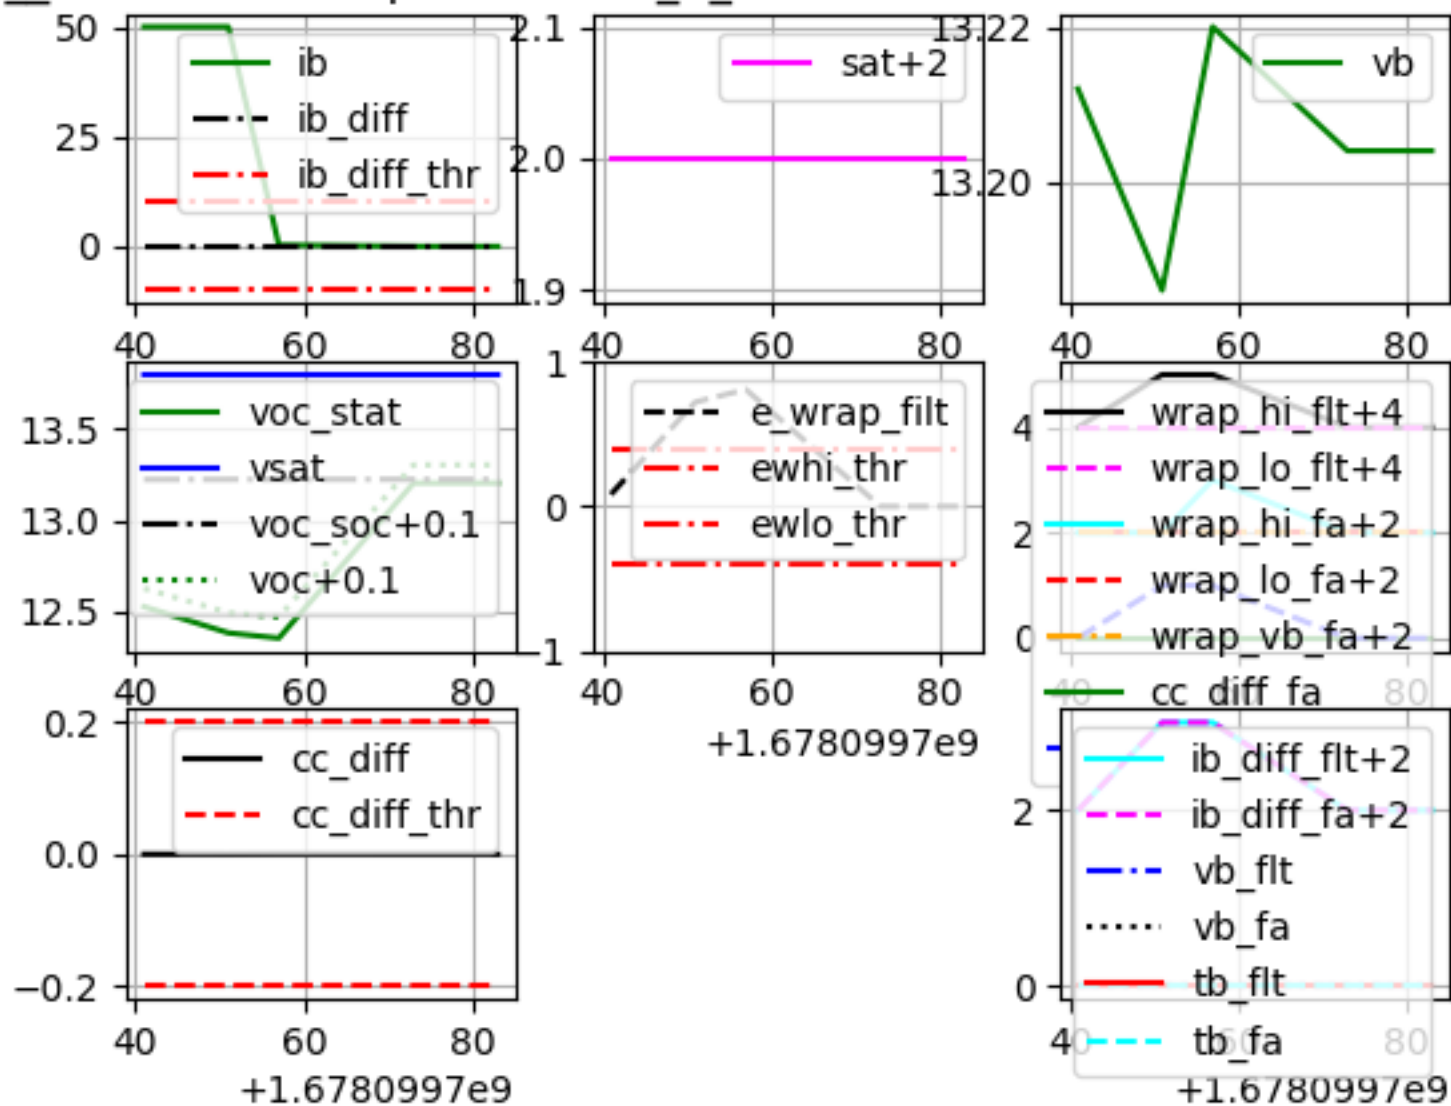 50
25
0
ib
ib_diff
ib_diff_thr
40 60 80
2.1
2.0
1.9
sat+2
40 60 80
13.22
13.20
vb
40 60 80
13.5
13.0
12.5
voc_stat
vsat
voc_soc+0.1
voc+0.1
40 60 80
1
0
−1
e_wrap_filt
ewhi_thr
ewlo_thr
40 60 80
+1.6780997e9
4
2
0
wrap_hi_flt+4
wrap_lo_flt+4
wrap_hi_fa+2
wrap_lo_fa+2
wrap_vb_fa+2
cc_diff_fa
40 80
0.2
0.0
−0.2
cc_diff
cc_diff_thr
40 60 80
+1.6780997e9
2
0
ib_diff_flt+2
ib_diff_fa+2
vb_flt
vb_fa
tb_flt
tb_fa
40 60 80
+1.6780997e9